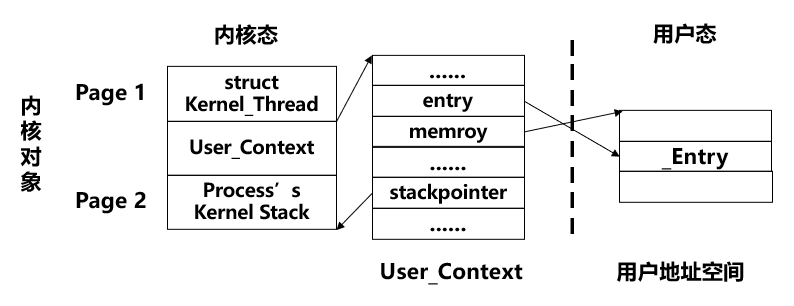 内核态
用户态
内核对象
Page 1
struct
Kernel_Thread
User_Context
Page 2
Process's
Kernel Stack
......
entry
memroy
......
stackpointer
......
User_Context
_Entry
用户地址空间